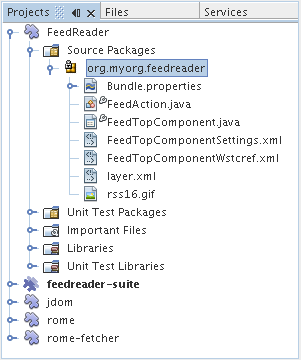 Projects Files Services
FeedReader
Source Packages
org.myorg.feedreader
Bundle.properties
FeedAction.java
FeedTopComponent.java
FeedTopComponentSettings.xml
FeedTopComponentWstcref.xml
layer.xml
rss16.gif
Unit Test Packages
Important Files
Libraries
Unit Test Libraries
feedreader-suite
jdom
rome
rome-fetcher